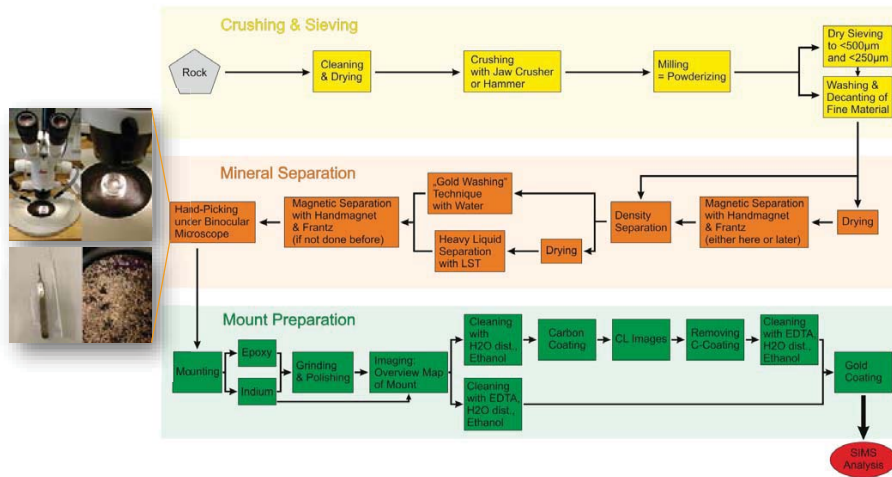 Crushing & Sieving
Rock
Cleaning
& Drying
Crushing
with Jaw Crusher
or Hammer
Milling
= Powderizing
Dry Sieving
to <500µm
and <250µm
Washing &
Decanting of
Fine Material
Mineral Separation
Hand-Picking
under Binocular
Microscope
Magnetic Separation
with Handmagnet
& Frantz
(if not done before)
„Gold Washing"
Technique
with Water
Heavy Liquid
Separation
with LST
Drying
Density
Separation
Magnetic Separation
with Handmagnet
& Frantz
(either here or later)
Drying
Mount Preparation
Mounting
Epoxy
Indium
Grinding
& Polishing
Imaging:
Overview Map
of Mount
Cleaning
with
H2O dist.,
Ethanol
Carbon
Coating
CL Images
Removing
C-Coating
Cleaning
with EDTA,
H2O dist.,
Ethanol
Cleaning
with EDTA,
H2O dist.,
Ethanol
Gold
Coating
SIMS
Analysis